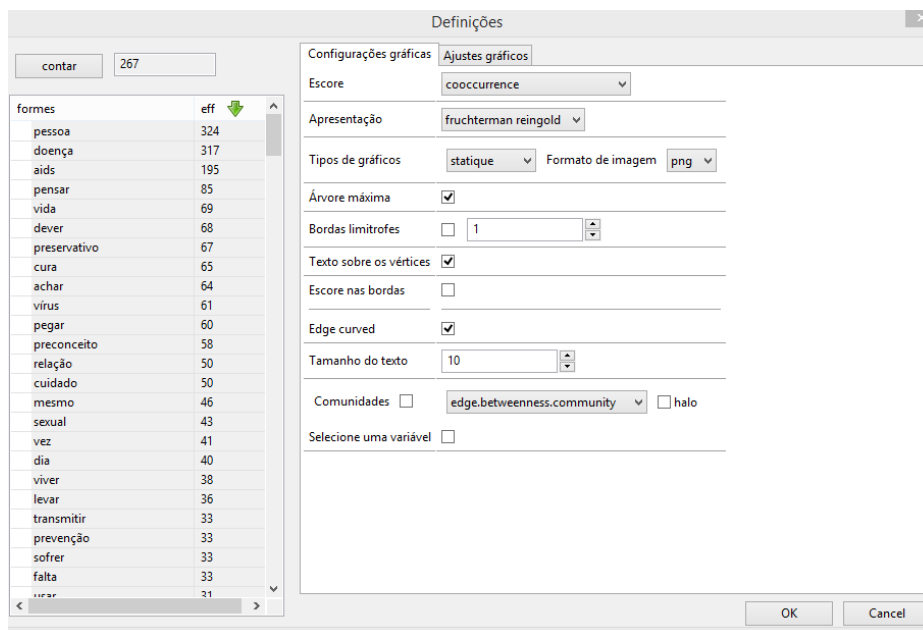 Definições
contar 267
formes eff
pessoa 324
doença 317
aids 195
pensar 85
vida 69
dever 68
preservativo 67
cura 65
achar 64
vírus 61
pegar 60
preconceito 58
relação 50
cuidado 50
mesmo 46
sexual 43
vez 41
dia 40
viver 38
levar 36
transmitir 33
prevenção 33
sofrer 33
falta 33
usar 31
Configurações gráficas Ajustes gráficos
Escore cooccurrence
Apresentação fruchterman reingold
Tipos de gráficos statique Formato de imagem png
Árvore máxima
Bordas limitrofes 1
Texto sobre os vértices
Escore nas bordas
Edge curved
Tamanho do texto 10
Comunidades edge.betweenness.community halo
Selecione uma variável
OK Cancel